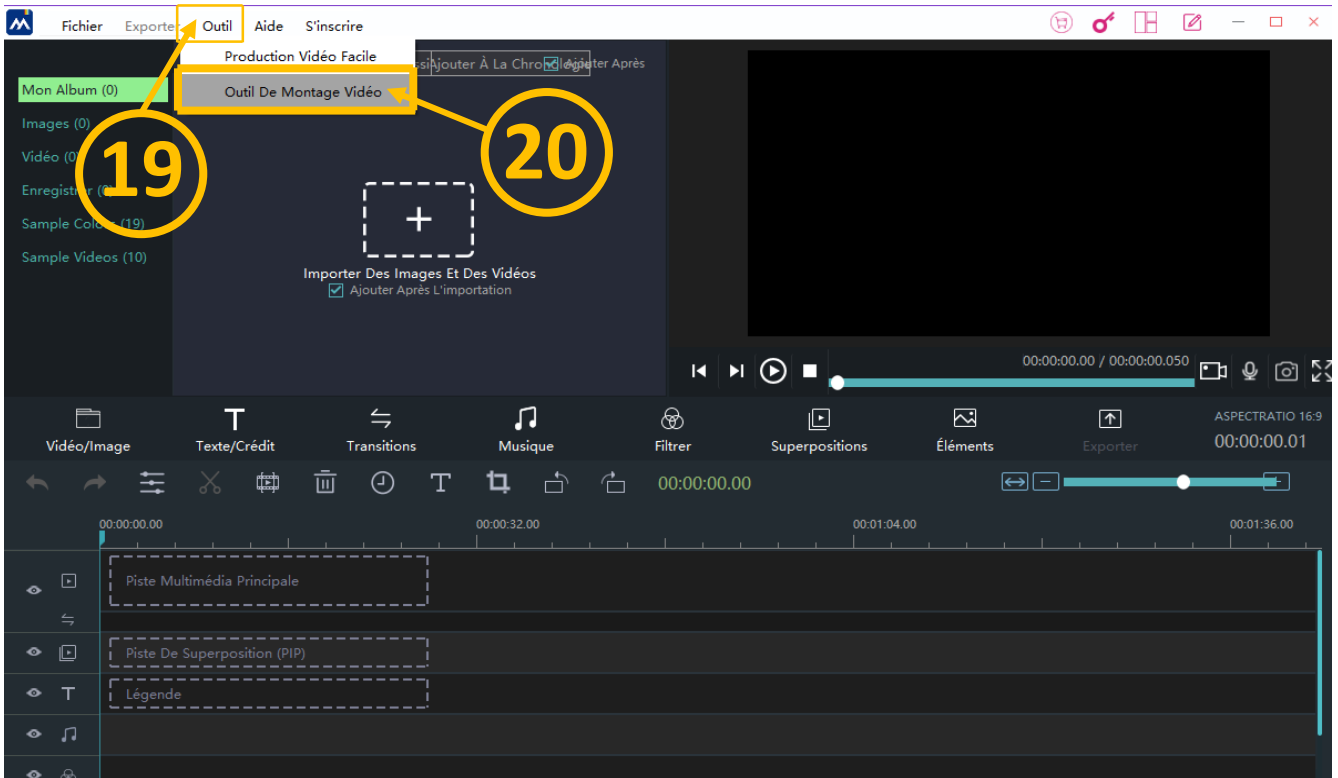 Fichier Exporter Outil Aide S'inscrire
Production Vidéo Facile
Ajouter À La Chronologie Ajouter Après
Outil De Montage Vidéo
Mon Album (0)
Images (0)
Vidéo (0)
Enregistrer (0)
Sample Colour (19)
Sample Videos (10)
19
20
Importer Des Images Et Des Vidéos
Ajouter Après L'importation
00:00:00.00 / 00:00:00.050
Vidéo/Image Texte/Crédit Transitions Musique Filtrer Superpositions Éléments Exporter
ASPECTRATIO 16:9
00:00:00.01
00:00:00.00
00:00:00.00 00:00:32.00 00:01:04.00 00:01:36.00
Piste Multimédia Principale
Piste De Superposition (PIP)
Légende